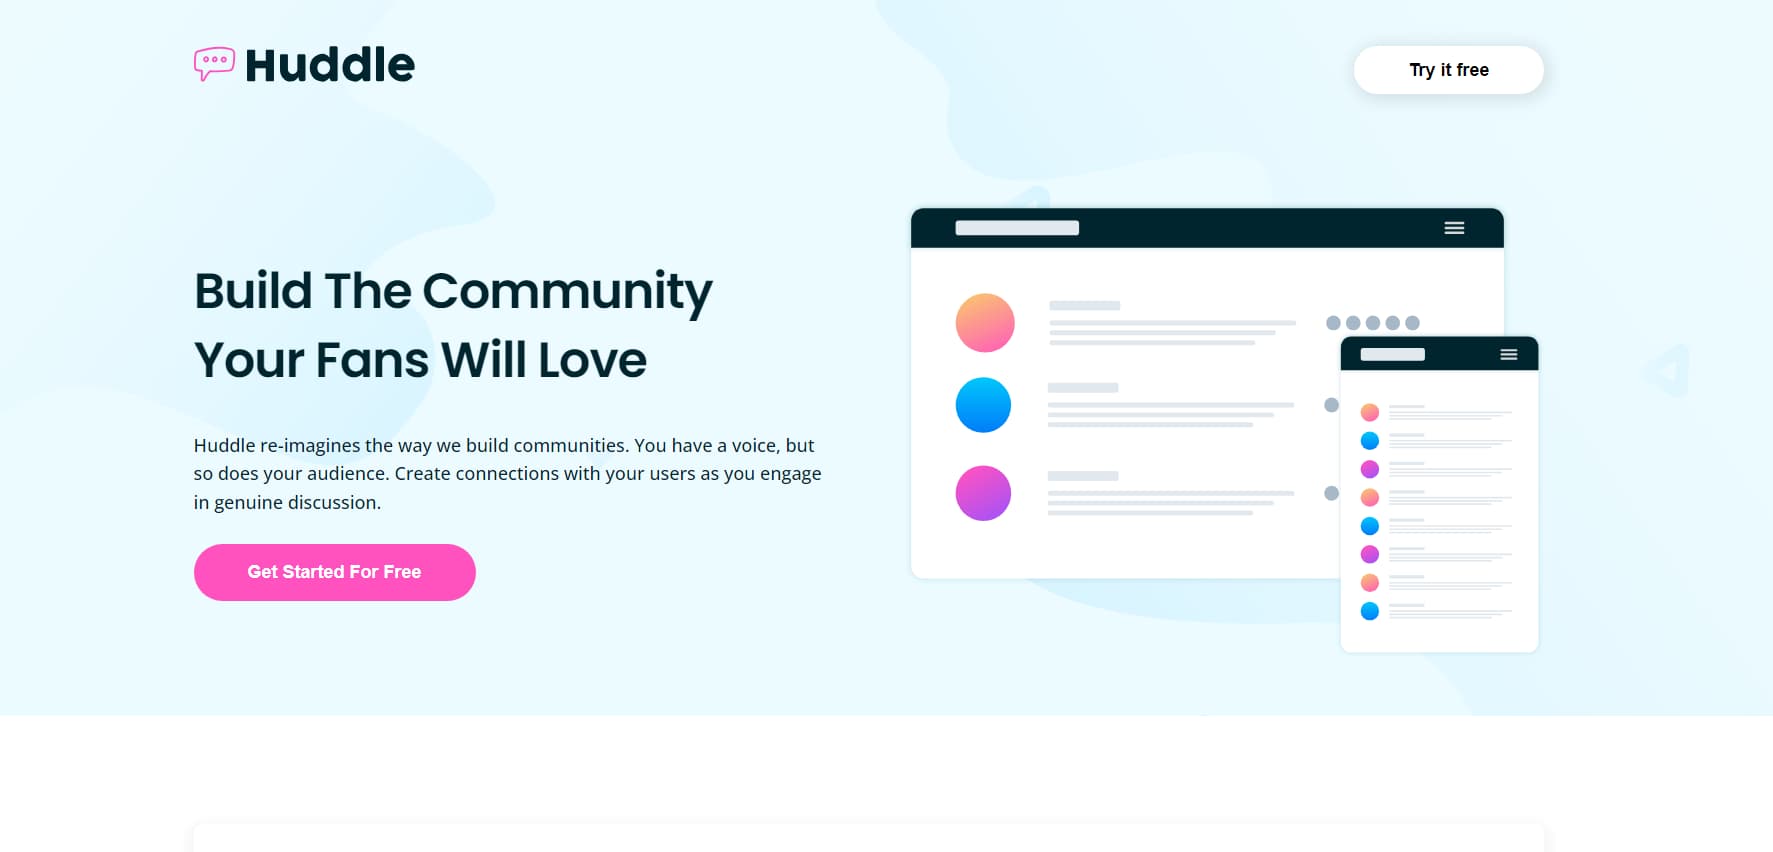 Huddle
Try it free
Build The Community
Your Fans Will Love
Huddle re-imagines the way we build communities. You have a voice, but
so does your audience. Create connections with your users as you engage
in genuine discussion.
Get Started For Free